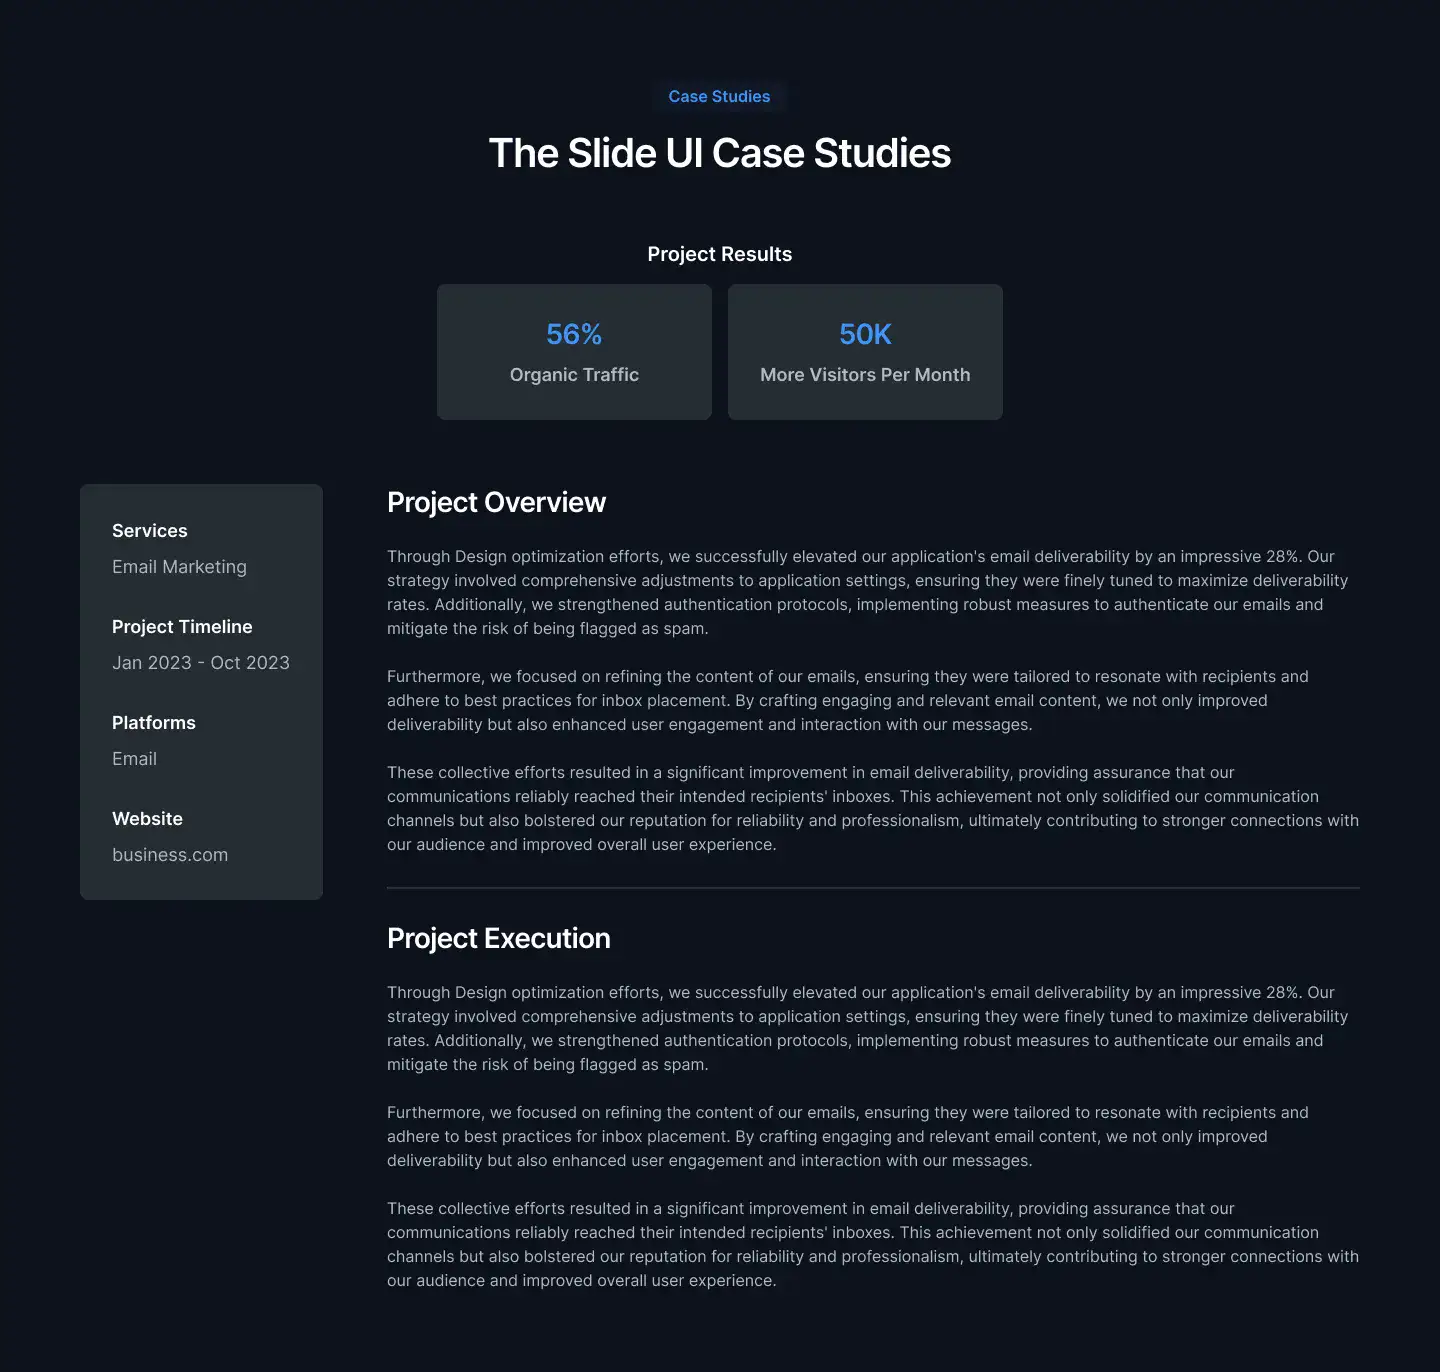 Case Studies
The Slide UI Case Studies
Project Results
56%
Organic Traffic
50K
More Visitors Per Month
Services
Email Marketing
Project Timeline
Jan 2023 - Oct 2023
Platforms
Email
Website
business.com
Project Overview
Through Design optimization efforts, we successfully elevated our application's email deliverability by an impressive 28%. Our
strategy involved comprehensive adjustments to application settings, ensuring they were finely tuned to maximize deliverability
rates. Additionally, we strengthened authentication protocols, implementing robust measures to authenticate our emails and
mitigate the risk of being flagged as spam.
Furthermore, we focused on refining the content of our emails, ensuring they were tailored to resonate with recipients and
adhere to best practices for inbox placement. By crafting engaging and relevant email content, we not only improved
deliverability but also enhanced user engagement and interaction with our messages.
These collective efforts resulted in a significant improvement in email deliverability, providing assurance that our
communications reliably reached their intended recipients' inboxes. This achievement not only solidified our communication
channels but also bolstered our reputation for reliability and professionalism, ultimately contributing to stronger connections with
our audience and improved overall user experience.
Project Execution
Through Design optimization efforts, we successfully elevated our application's email deliverability by an impressive 28%. Our
strategy involved comprehensive adjustments to application settings, ensuring they were finely tuned to maximize deliverability
rates. Additionally, we strengthened authentication protocols, implementing robust measures to authenticate our emails and
mitigate the risk of being flagged as spam.
Furthermore, we focused on refining the content of our emails, ensuring they were tailored to resonate with recipients and
adhere to best practices for inbox placement. By crafting engaging and relevant email content, we not only improved
deliverability but also enhanced user engagement and interaction with our messages.
These collective efforts resulted in a significant improvement in email deliverability, providing assurance that our
communications reliably reached their intended recipients' inboxes. This achievement not only solidified our communication
channels but also bolstered our reputation for reliability and professionalism, ultimately contributing to stronger connections with
our audience and improved overall user experience.